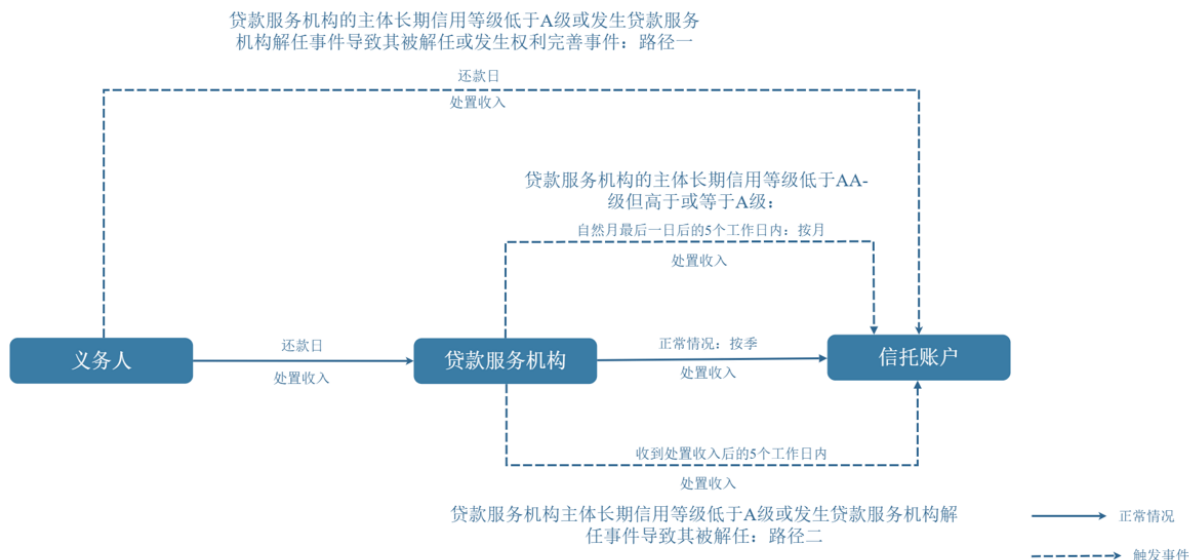 贷款服务机构的主体长期信用等级低于A级或发生贷款服务
机构解任事件导致其被解任或发生权利完善事件：路径一
还款日
处置收入
贷款服务机构的主体长期信用等级低于AA-
级但高于或等于A级：
自然月最后一日后的5个工作日内：按月
处置收入
义务人
还款日
处置收入
贷款服务机构
正常情况：按季
处置收入
信托账户
收到处置收入后的5个工作日内
处置收入
贷款服务机构主体长期信用等级低于A级或发生贷款服务机构解
任事件导致其被解任：路径二
正常情况
触发事件